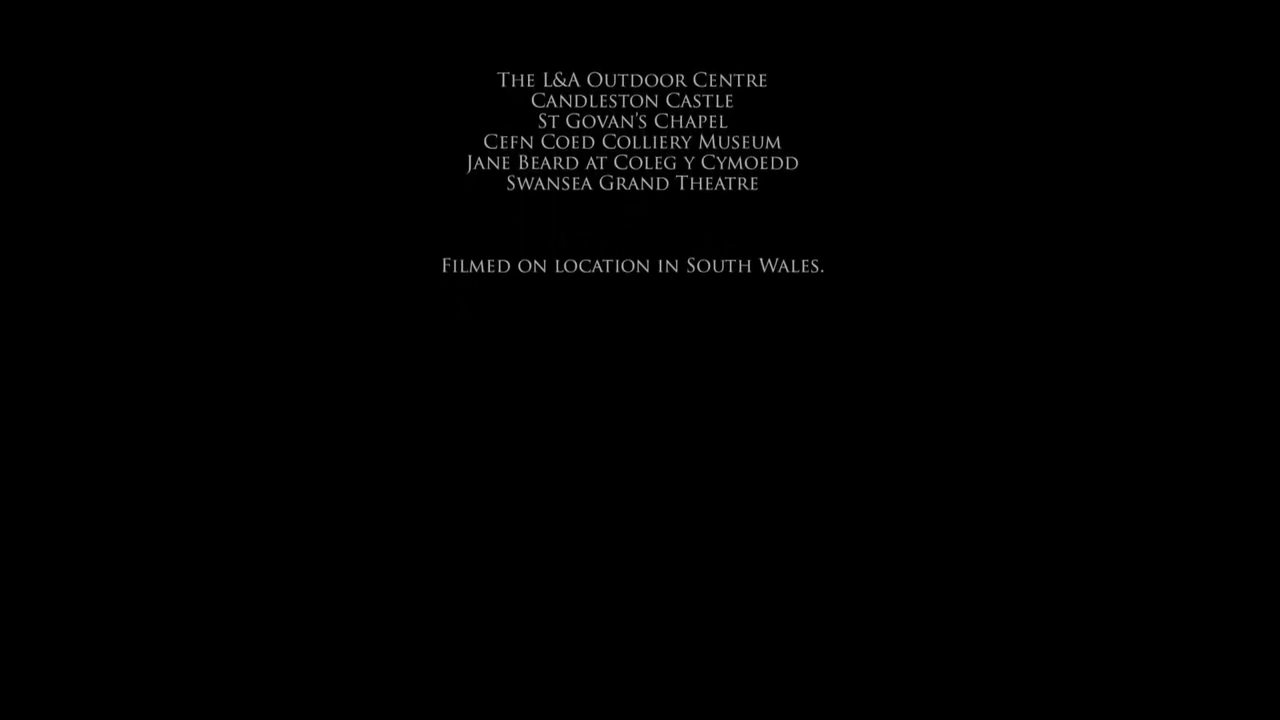 The L&A Outdoor Centre
Candleston Castle
St Govan's Chapel
Cefn Coed Colliery Museum
Jane Beard at Coleg y Cymoedd
Swansea Grand Theatre
Filmed on location in South Wales.